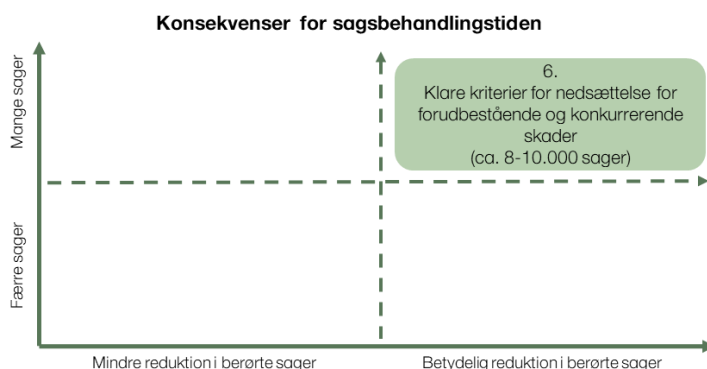 Konsekvenser for sagsbehandlingstiden
Mange sager
6.
Klare kriterier for nedsættelse for
forudbestående og konkurrerende
skader
(ca. 8-10.000 sager)
Færre sager
Mindre reduktion i berørte sager
Betydelig reduktion i berørte sager